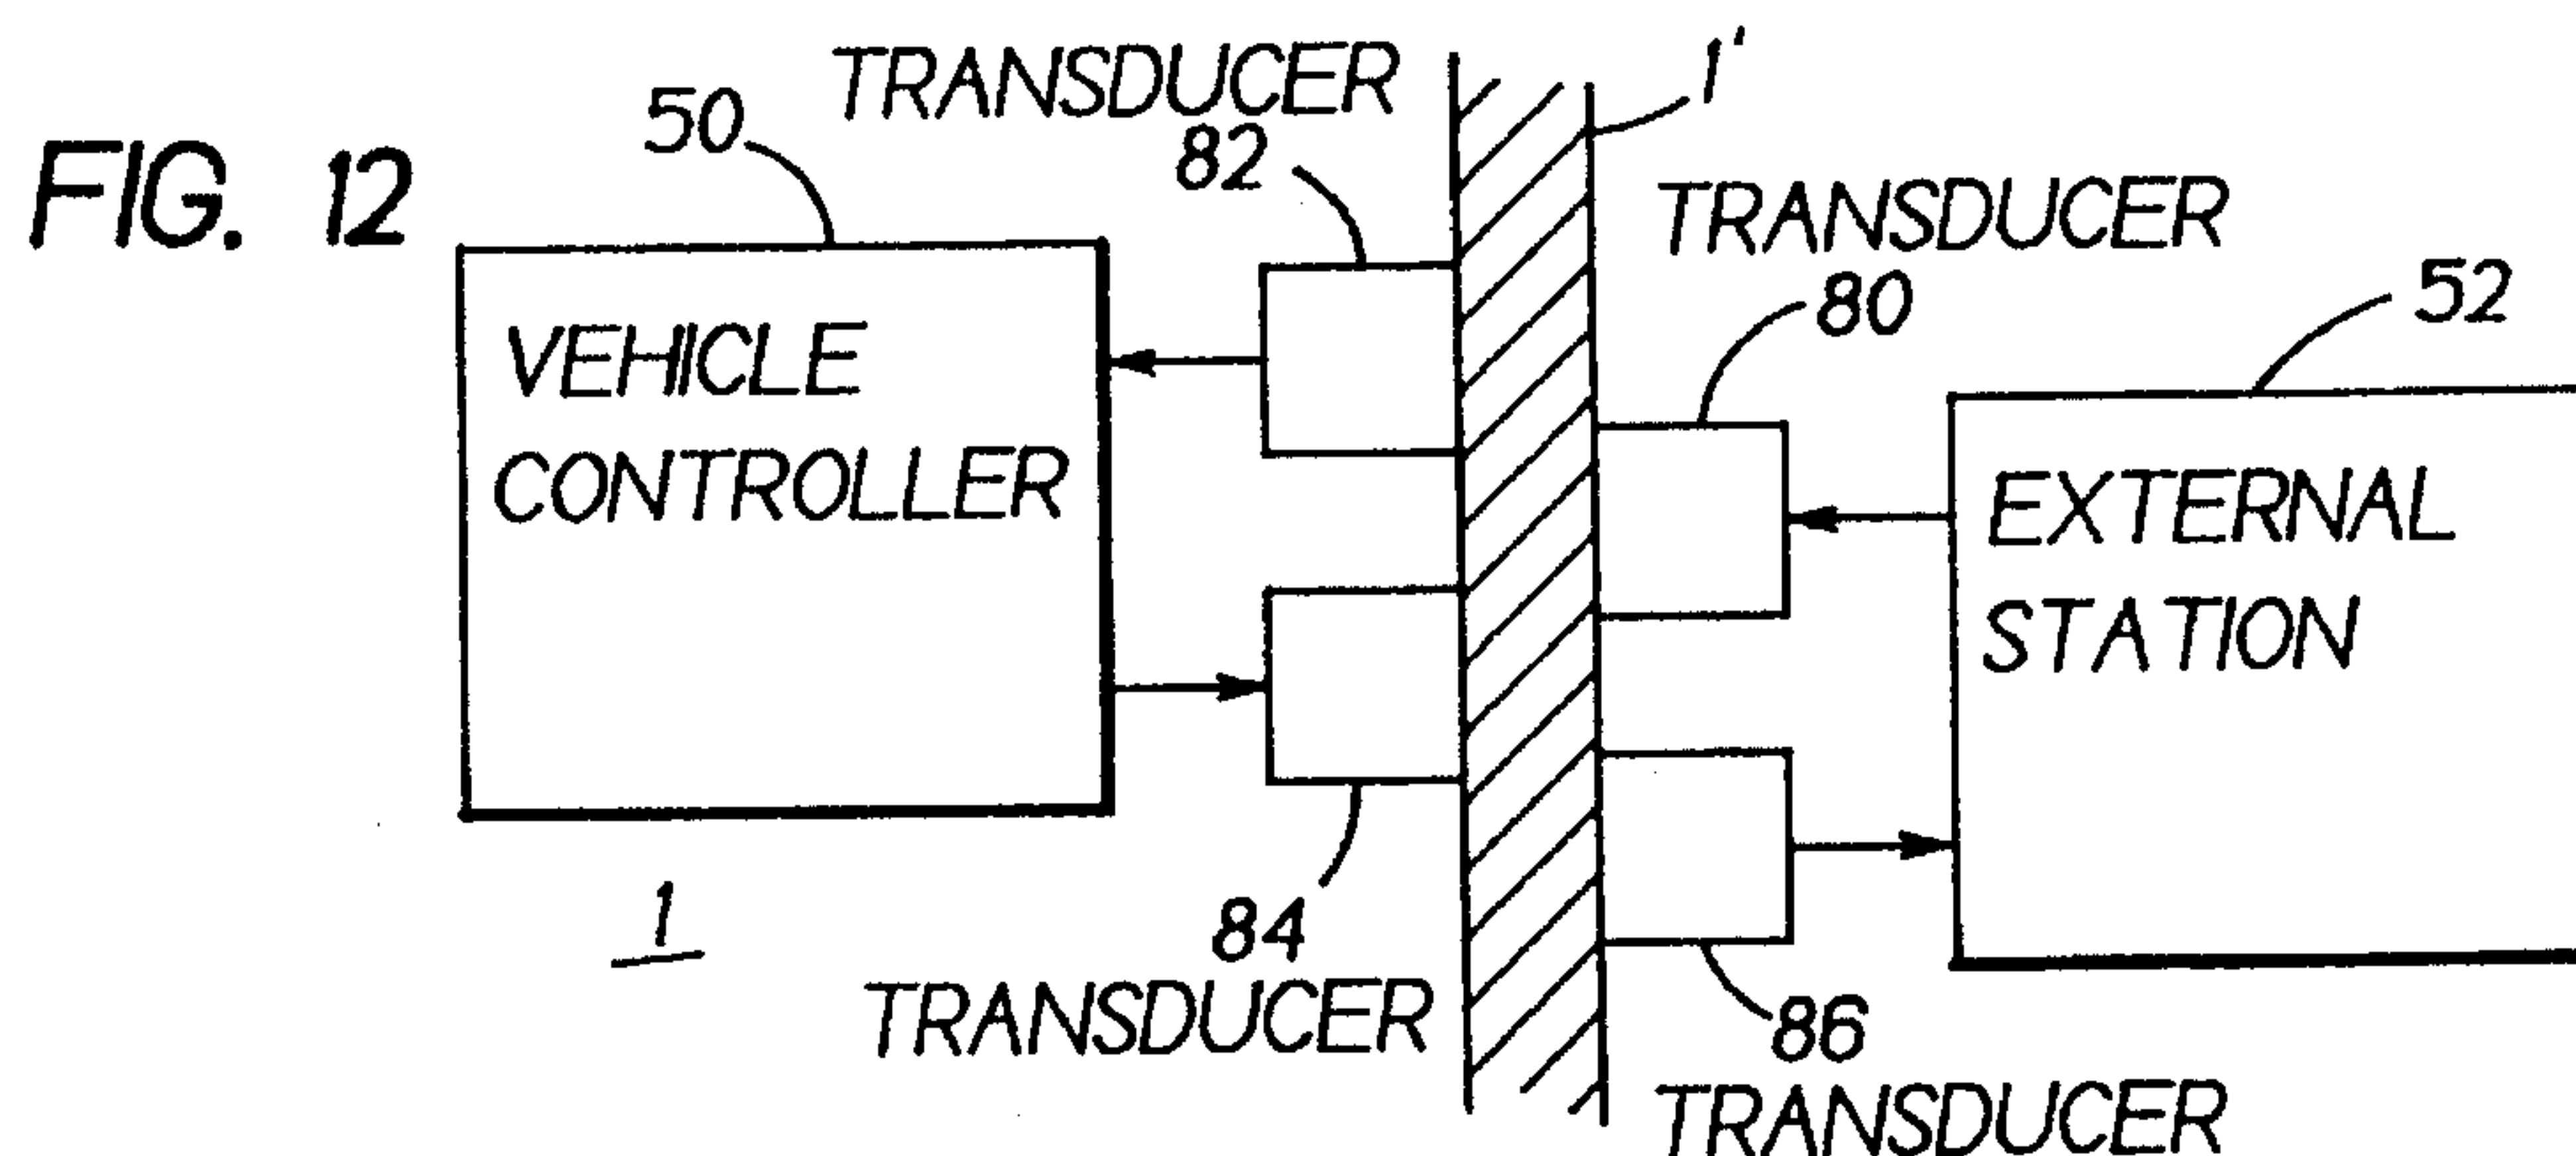 FIG. 12
50
TRANSDUCER
82
1'
TRANSDUCER
80
52
VEHICLE
CONTROLLER
EXTERNAL
STATION
1
84
TRANSDUCER
86
TRANSDUCER